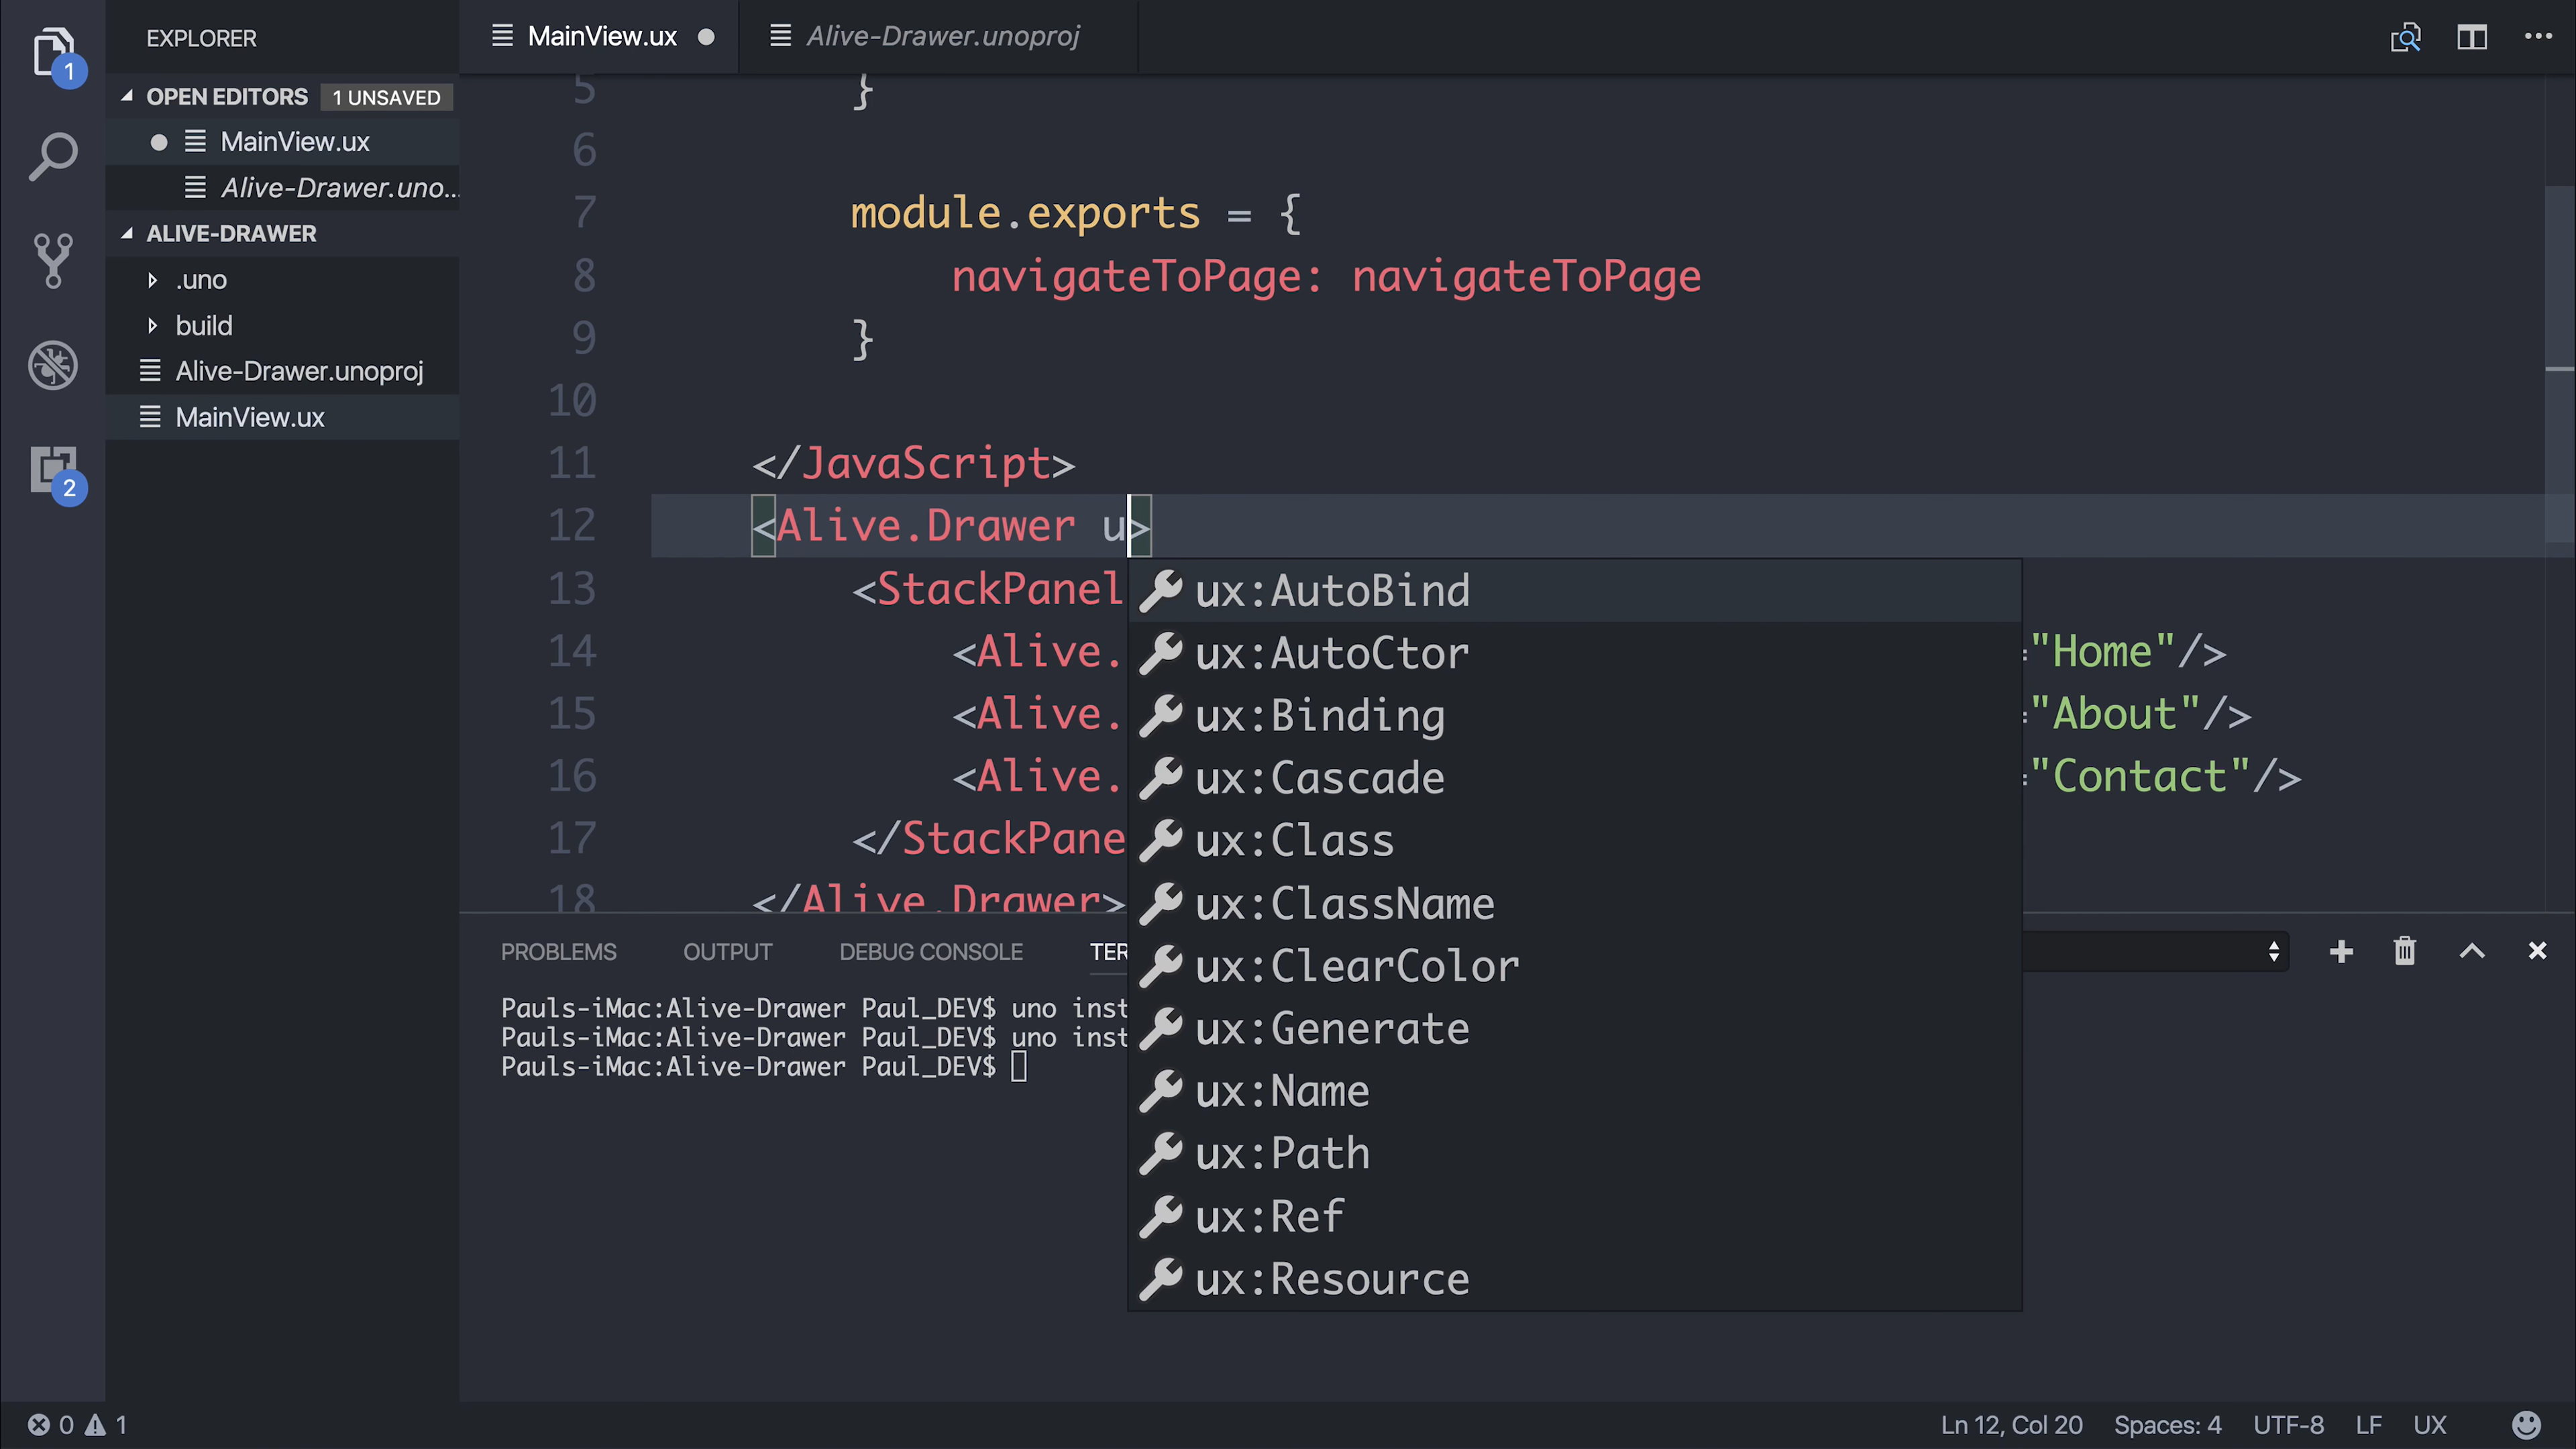 EXPLORER
MainView.ux
Alive-Drawer.unoproj
1
OPEN EDITORS 1 UNSAVED
MainView.ux
Alive-Drawer.uno...
ALIVE-DRAWER
.uno
build
Alive-Drawer.unoproj
MainView.ux
2
5 }
6
7 module.exports = {
8 navigateToPage: navigateToPage
9 }
10
11 </JavaScript>
12 <Alive.Drawer u>
13 <StackPanel
14 <Alive. ="Home"/>
15 <Alive. ="About"/>
16 <Alive. ="Contact"/>
17 </StackPane
18 </Alive.Drawer>
ux:AutoBind
ux:AutoCtor
ux:Binding
ux:Cascade
ux:Class
ux:ClassName
ux:ClearColor
ux:Generate
ux:Name
ux:Path
ux:Ref
ux:Resource
PROBLEMS OUTPUT DEBUG CONSOLE TER
Pauls-iMac:Alive-Drawer Paul_DEV$ uno inst
Pauls-iMac:Alive-Drawer Paul_DEV$ uno inst
Pauls-iMac:Alive-Drawer Paul_DEV$
0 1
Ln 12, Col 20 Spaces: 4 UTF-8 LF UX